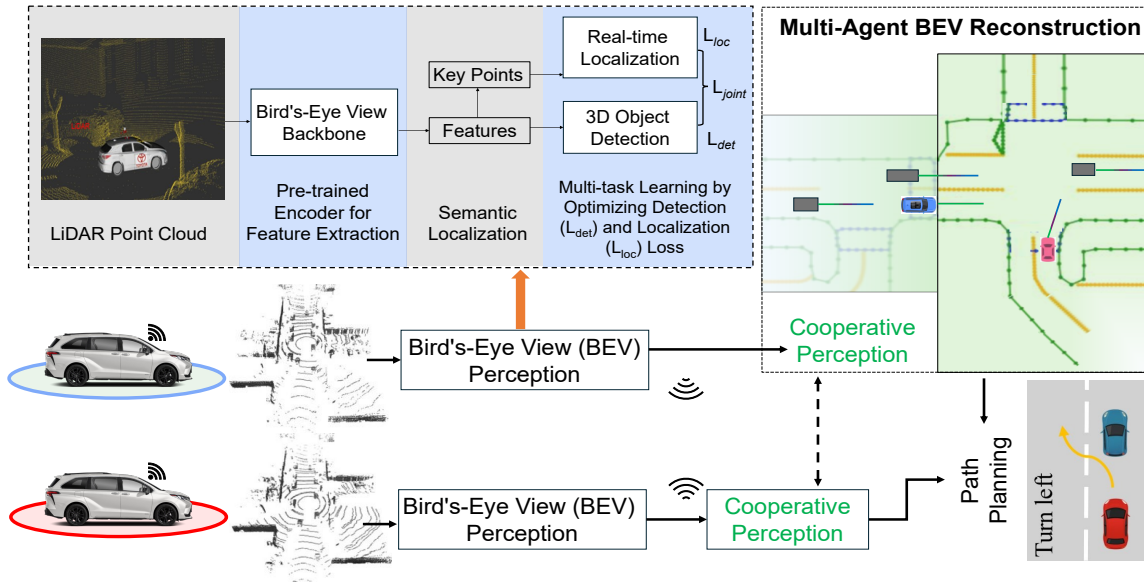 LiDAR Point Cloud
Bird's-Eye View
Backbone
Pre-trained
Encoder for
Feature Extraction
Key Points
Features
Semantic
Localization
Real-time
Localization
3D Object
Detection
L_loc
L_joint
L_det
Multi-task Learning by
Optimizing Detection
(L_det) and Localization
(L_loc) Loss
Multi-Agent BEV Reconstruction
Cooperative
Perception
Bird's-Eye View (BEV)
Perception
Bird's-Eye View (BEV)
Perception
Cooperative
Perception
Path
Planning
Turn left